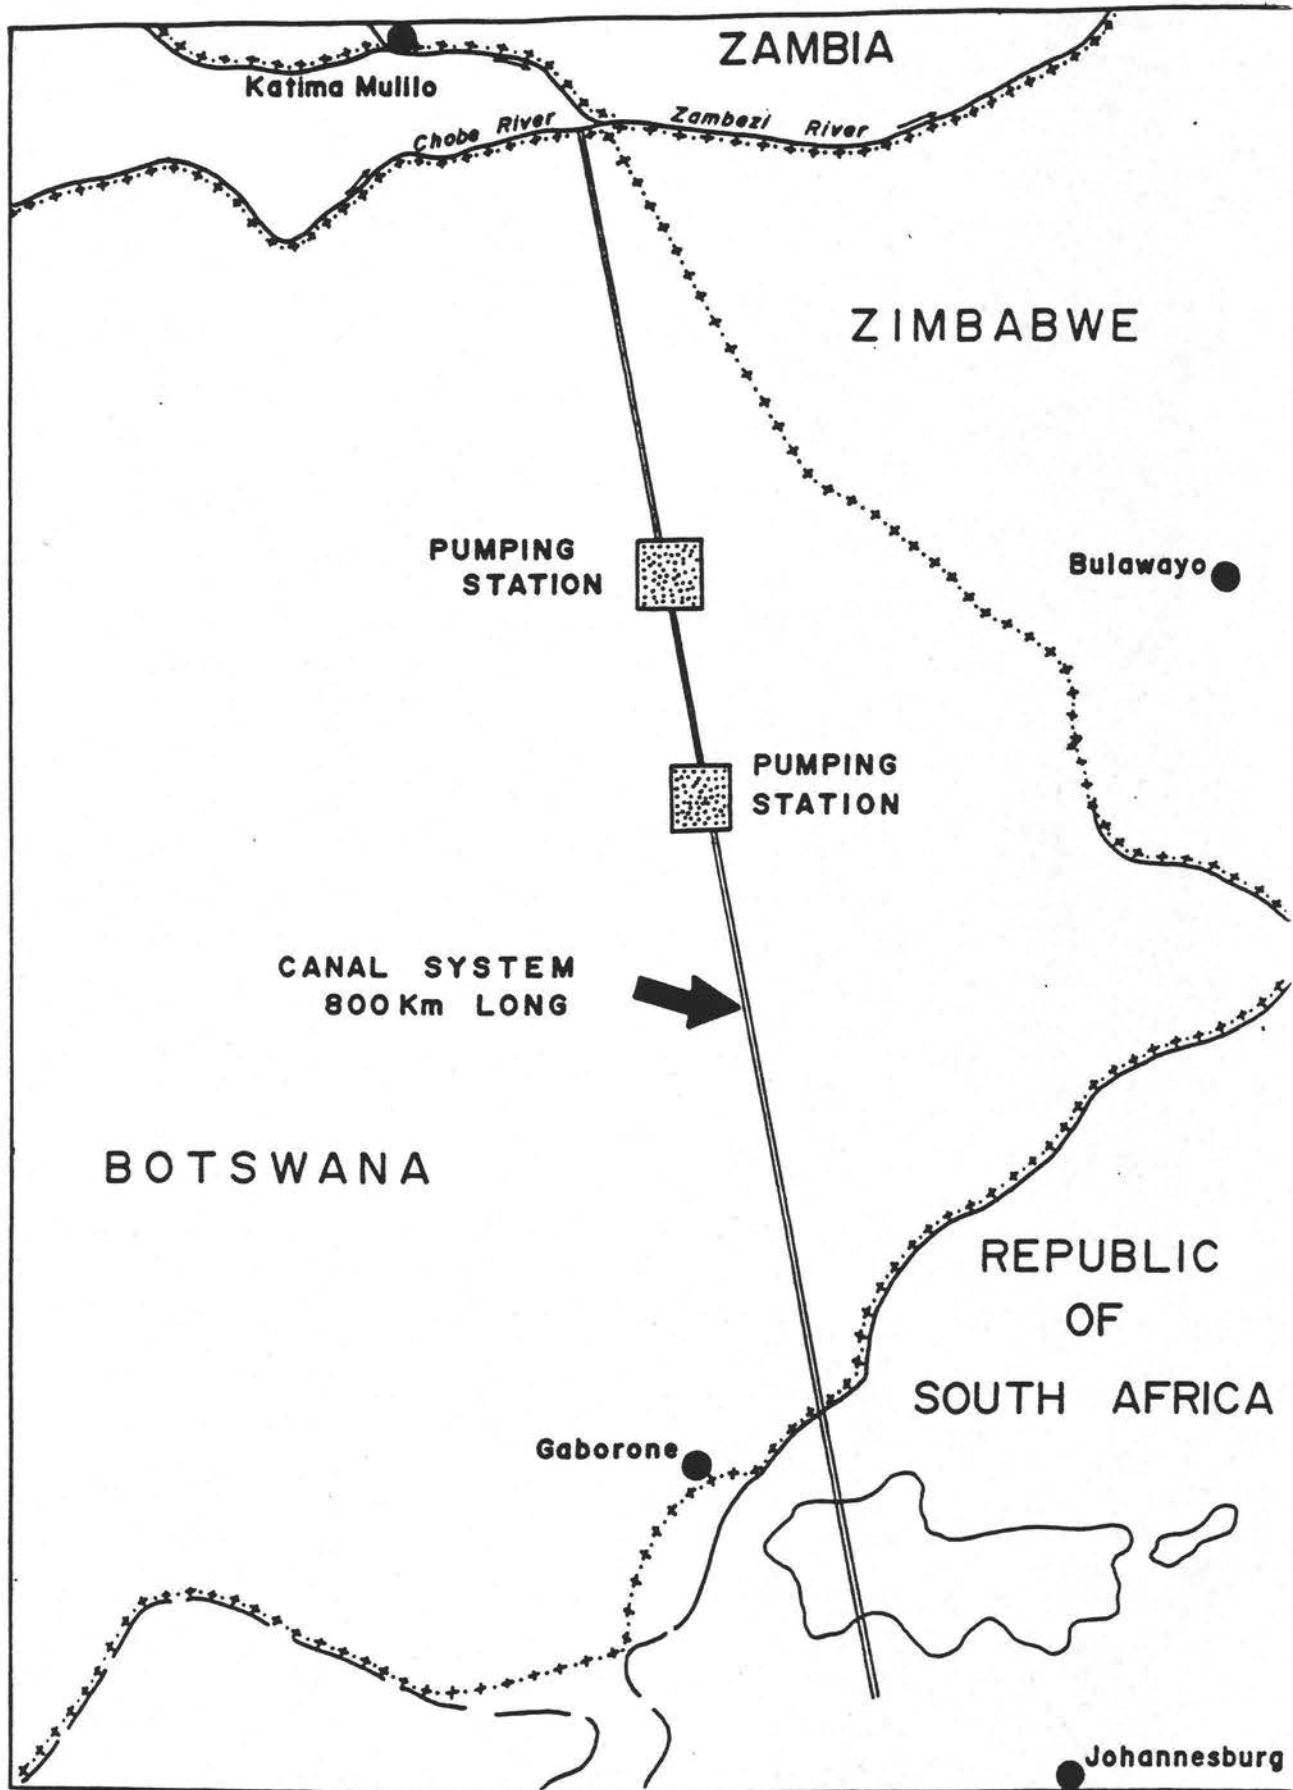 ZAMBIA
Katima Mulilo
Chobe River
Zambezi River
ZIMBABWE
PUMPING
STATION
Bulawayo
PUMPING
STATION
CANAL SYSTEM
800 Km LONG
BOTSWANA
REPUBLIC
OF
SOUTH AFRICA
Gaborone
Johannesburg